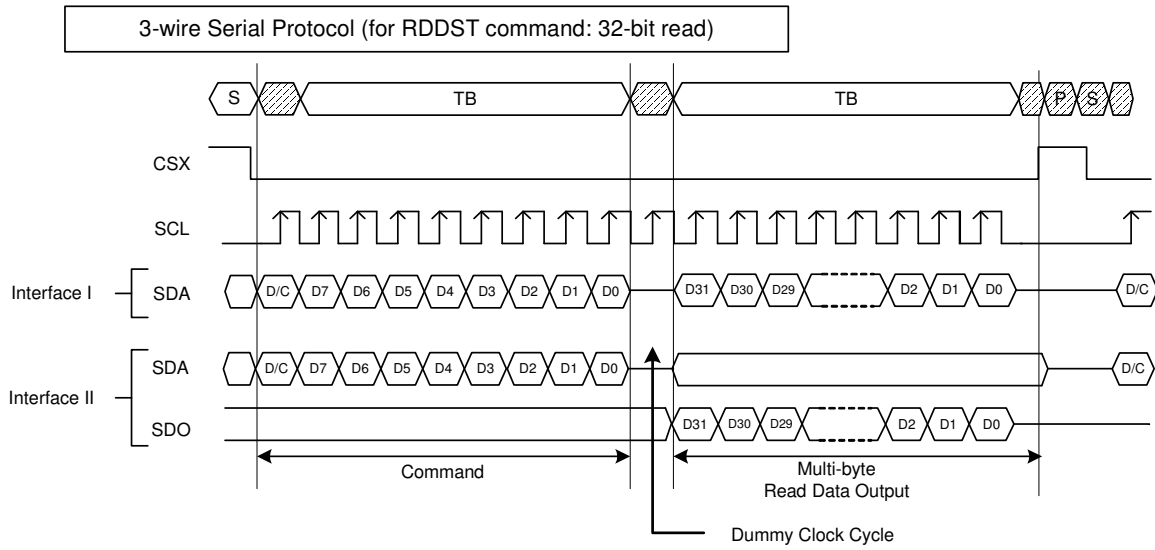 3-wire Serial Protocol (for RDDST command: 32-bit read)
S TB TB P S
CSX
SCL
Interface I SDA D/C D7 D6 D5 D4 D3 D2 D1 D0 D31 D30 D29 D2 D1 D0 D/C
SDA D/C D7 D6 D5 D4 D3 D2 D1 D0 D/C
Interface II
SDO D31 D30 D29 D2 D1 D0
Command
Multi-byte
Read Data Output
Dummy Clock Cycle